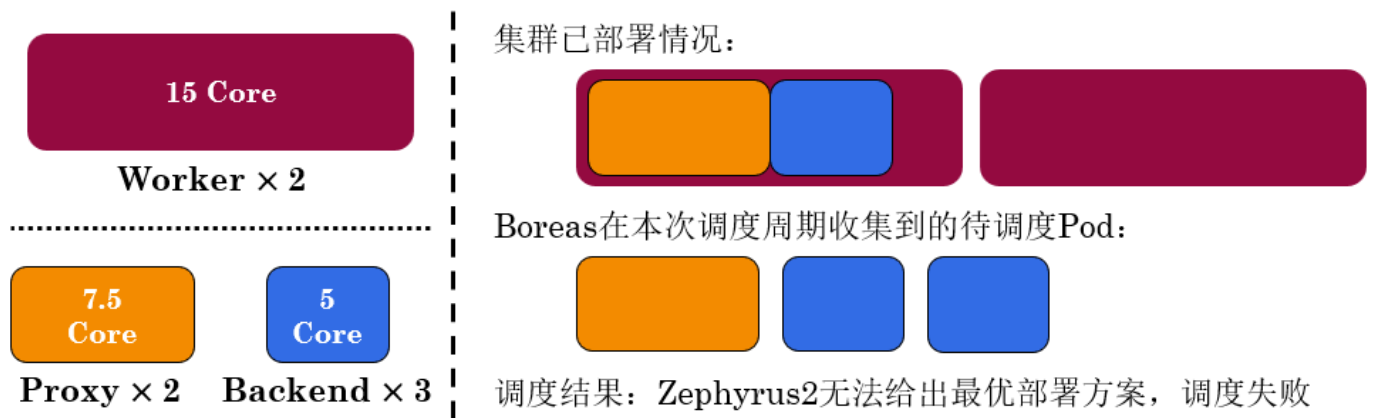 15 Core
Worker × 2
7.5
Core
5
Core
Proxy × 2
Backend × 3
集群已部署情况：
Boreas在本次调度周期收集到的待调度Pod：
调度结果：Zephyrus2无法给出最优部署方案，调度失败